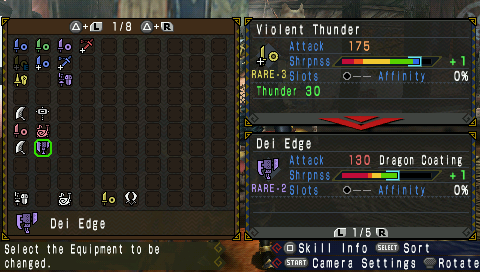 △+L 1/8 △+R
Violent Thunder
Attack 175
Shrpnss +1
RARE-3 Slots ○-- Affinity 0%
Thunder 30
Dei Edge
Attack 130 Dragon Coating
Shrpnss +1
RARE-2 Slots ○-- Affinity 0%
L 1/5 R
Dei Edge
Select the Equipment to be
changed.
□ Skill Info SELECT Sort
START Camera Settings Rotate